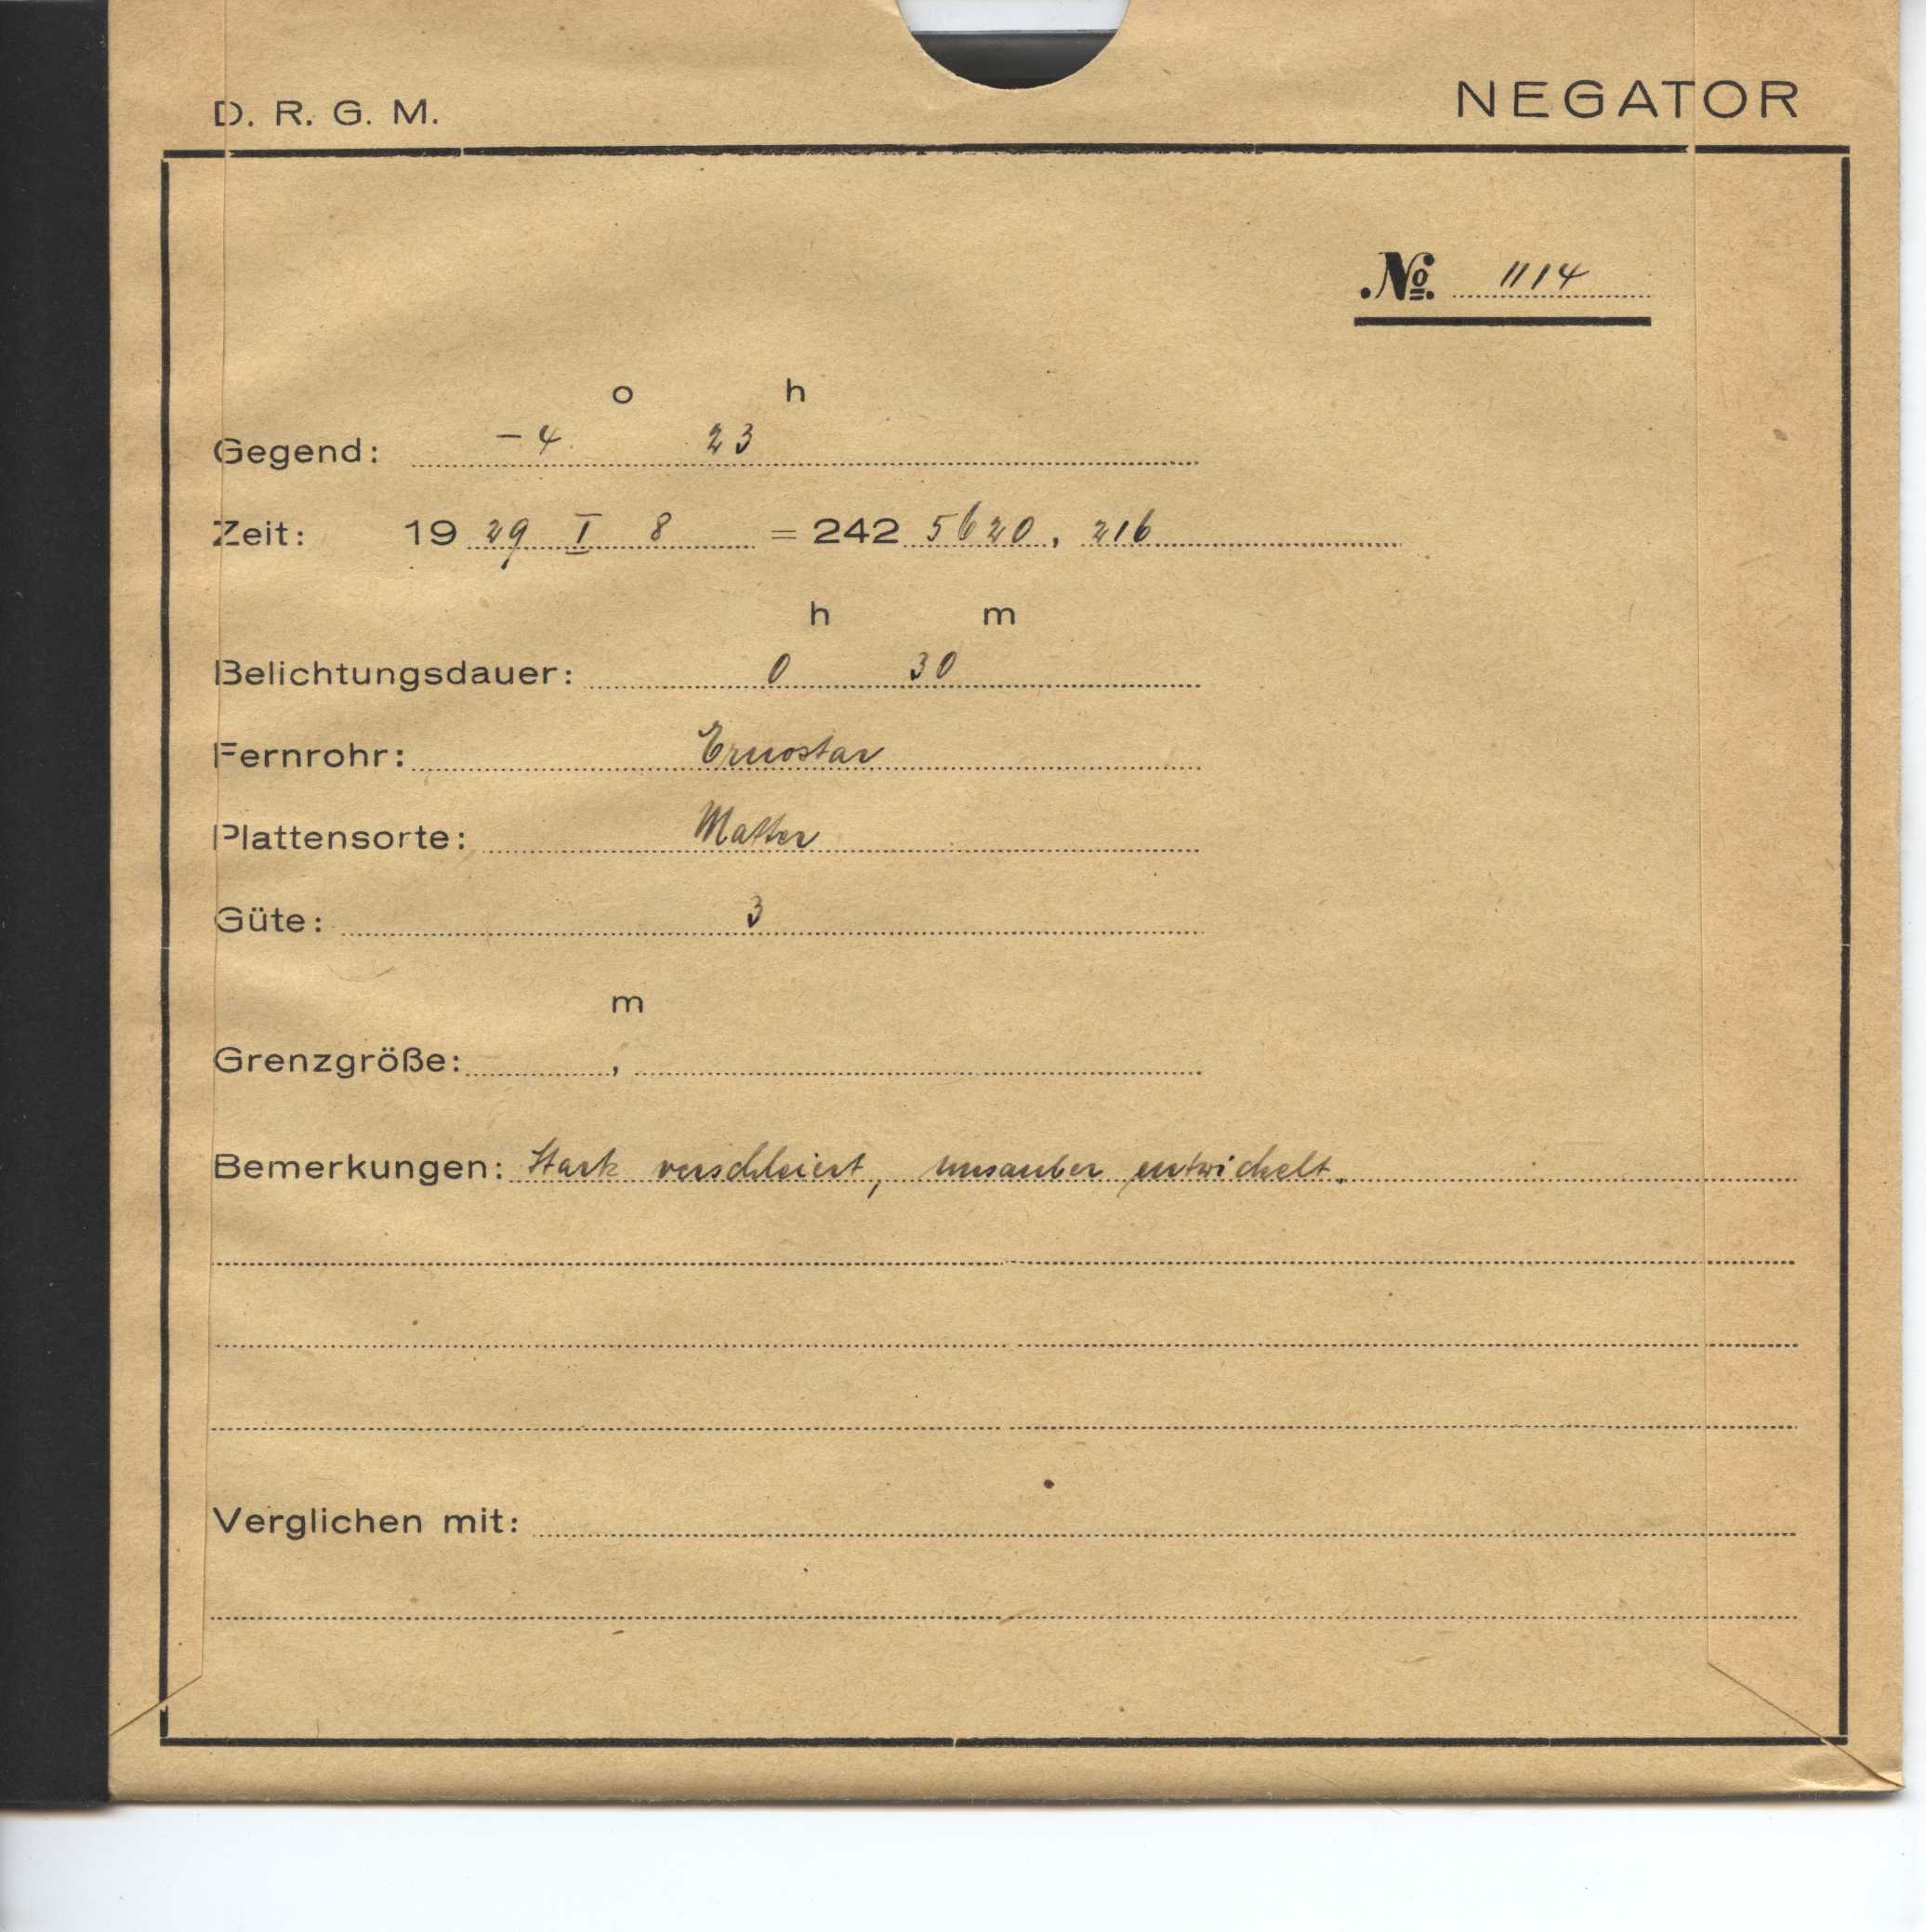 D. R. G. M. NEGATOR
No. 1114
o h
Gegend: -4 23
Zeit: 19 29 I 8 = 242 5620, 216
h m
Belichtungsdauer: 0 30
Fernrohr: Ernostar
Plattensorte: Matter
Güte: 3
m
Grenzgröße: ,
Bemerkungen: Stark verschleiert, unsauber entwickelt.
Verglichen mit: